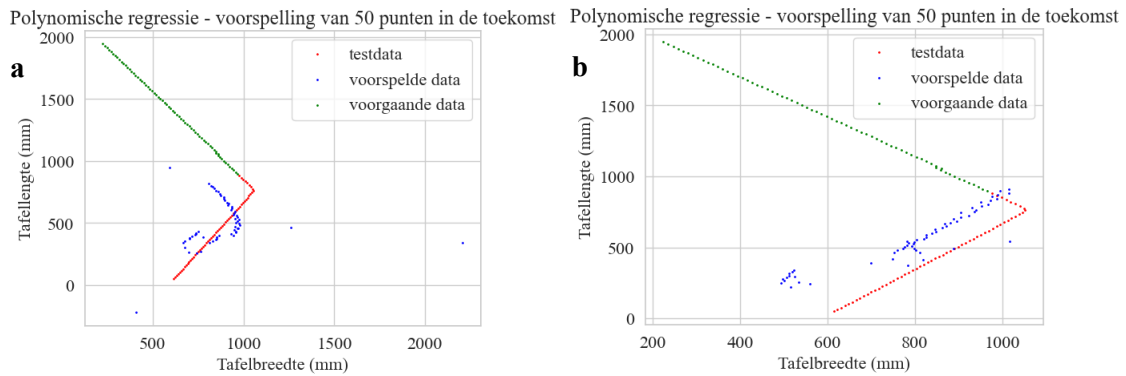 Polynomische regressie - voorspelling van 50 punten in de toekomst
a
2000
1500
1000
500
0
Tafellengte (mm)
testdata
voorspelde data
voorgaande data
500
1000
1500
2000
Tafelbreedte (mm)
Polynomische regressie - voorspelling van 50 punten in de toekomst
b
2000
1500
1000
500
0
Tafellengte (mm)
testdata
voorspelde data
voorgaande data
200
400
600
800
1000
Tafelbreedte (mm)